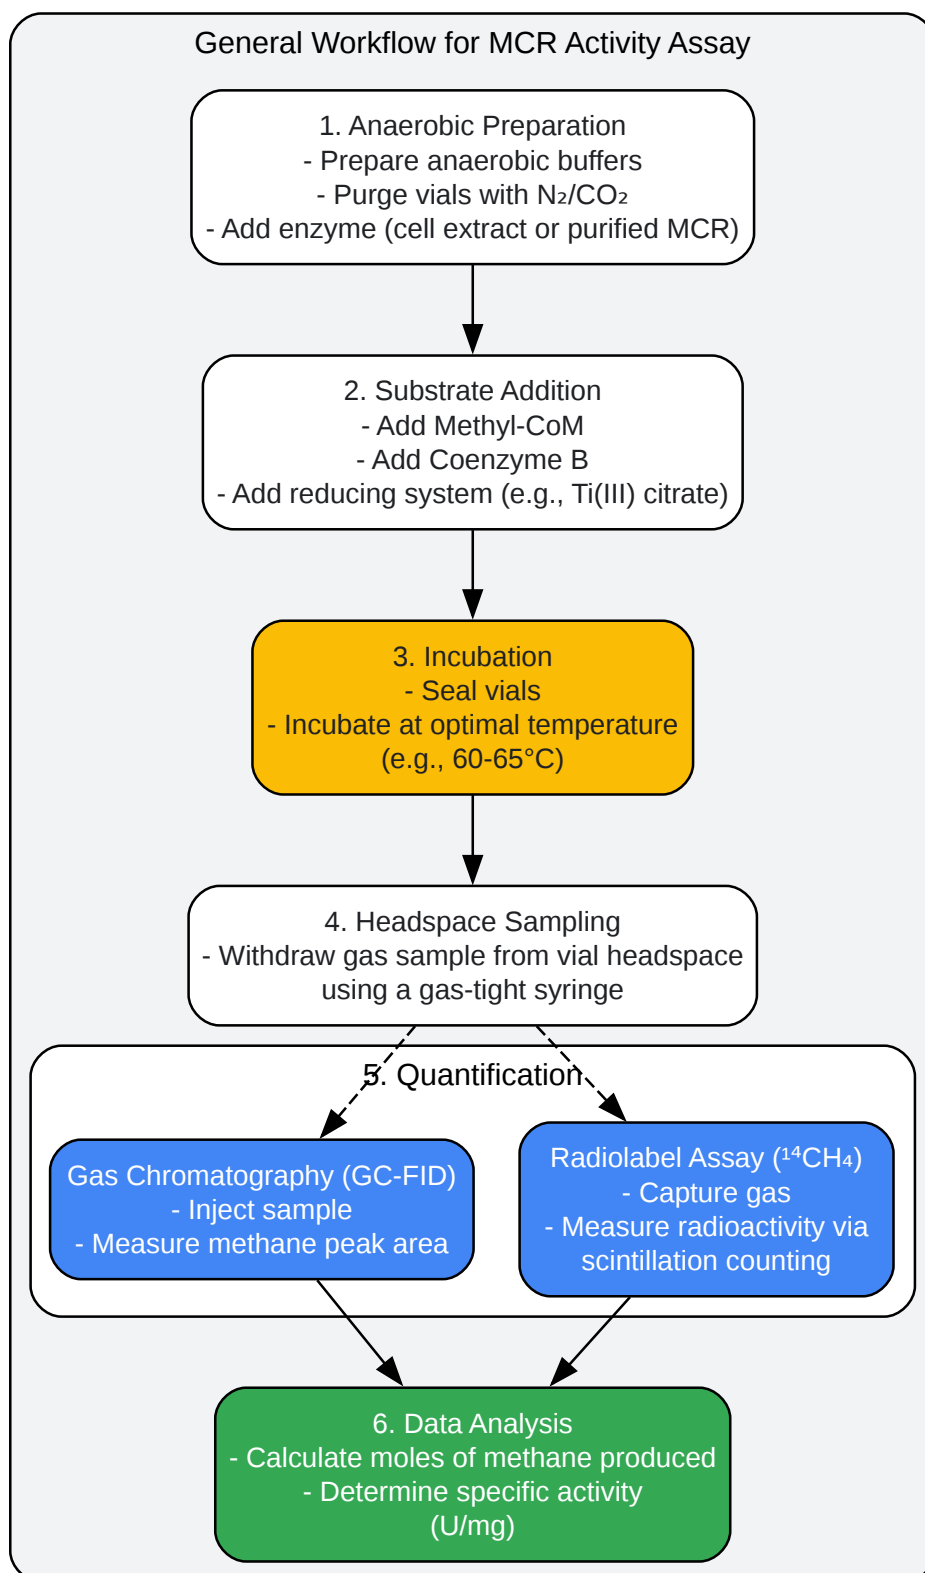 General Workflow for MCR Activity Assay
1. Anaerobic Preparation
- Prepare anaerobic buffers
- Purge vials with N₂/CO₂
- Add enzyme (cell extract or purified MCR)
2. Substrate Addition
- Add Methyl-CoM
- Add Coenzyme B
- Add reducing system (e.g., Ti(III) citrate)
3. Incubation
- Seal vials
- Incubate at optimal temperature
(e.g., 60-65°C)
4. Headspace Sampling
- Withdraw gas sample from vial headspace
using a gas-tight syringe
5. Quantification
Gas Chromatography (GC-FID)
- Inject sample
- Measure methane peak area
Radiolabel Assay (¹⁴CH₄)
- Capture gas
- Measure radioactivity via
scintillation counting
6. Data Analysis
- Calculate moles of methane produced
- Determine specific activity
(U/mg)